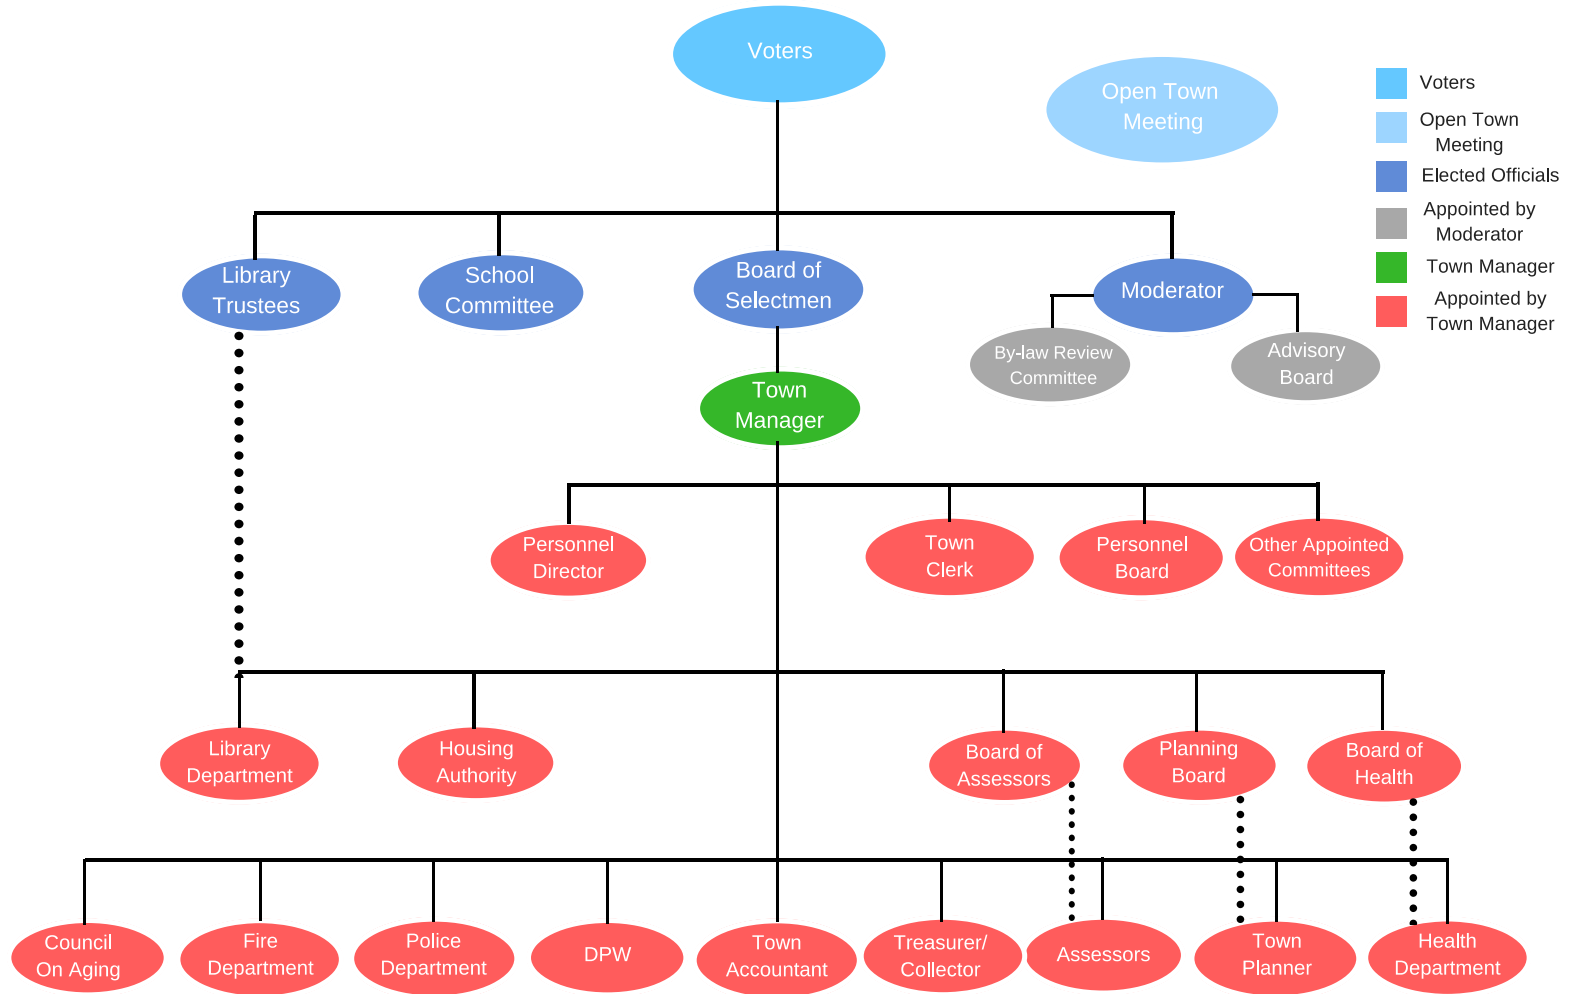 Voters
Open Town
Meeting
Voters
Open Town
Meeting
Elected Officials
Appointed by
Moderator
Town Manager
Appointed by
Town Manager
Library
Trustees
School
Committee
Board of
Selectmen
Moderator
By-law Review
Committee
Advisory
Board
Town
Manager
Personnel
Director
Town
Clerk
Personnel
Board
Other Appointed
Committees
Library
Department
Housing
Authority
Board of
Assessors
Planning
Board
Board of
Health
Council
On Aging
Fire
Department
Police
Department
DPW
Town
Accountant
Treasurer/
Collector
Assessors
Town
Planner
Health
Department